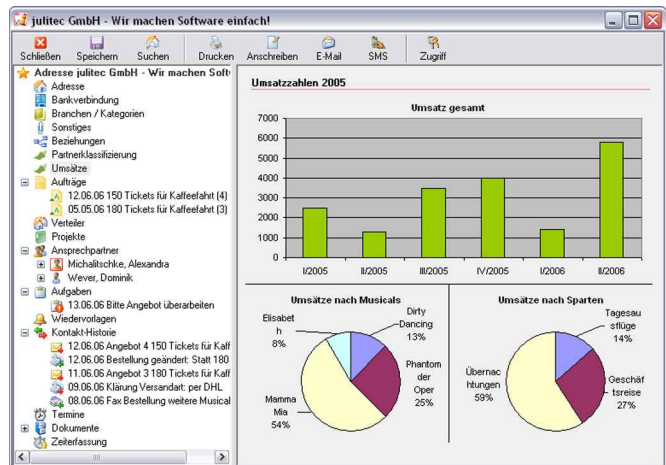 julitec GmbH - Wir machen Software einfach!
Schließen Speichern Suchen Drucken Anschreiben E-Mail SMS Zugriff
Adresse julitec GmbH - Wir machen Soft
Adresse
Bankverbindung
Branchen / Kategorien
Sonstiges
Beziehungen
Partnerklassifizierung
Umsätze
Aufträge
12.06.06 150 Tickets für Kaffeefahrt (4)
05.05.06 180 Tickets für Kaffeefahrt (3)
Verteiler
Projekte
Ansprechpartner
Michalitschke, Alexandra
Wever, Dominik
Aufgaben
13.06.06 Bitte Angebot überarbeiten
Wiedervorlagen
Kontakt-Historie
12.06.06 Angebot 4 150 Tickets für Kaff
12.06.06 Bestellung geändert: Statt 180
11.06.06 Angebot 3 180 Tickets für Kaff
09.06.06 Klärung Versandart: per DHL
08.06.06 Fax Bestellung weitere Musical
Termine
Dokumente
Zeiterfassung
Umsatzzahlen 2005
Umsatz gesamt
7000
6000
5000
4000
3000
2000
1000
0
I/2005 II/2005 III/2005 IV/2005 I/2006 II/2006
Umsätze nach Musicals
Elisabet
h
8%
Dirty
Dancing
13%
Phantom
der
Oper
25%
Mamma
Mia
54%
Umsätze nach Sparten
Tagesau
sflüge
14%
Übernac
htungen
59%
Geschäf
tsreise
27%